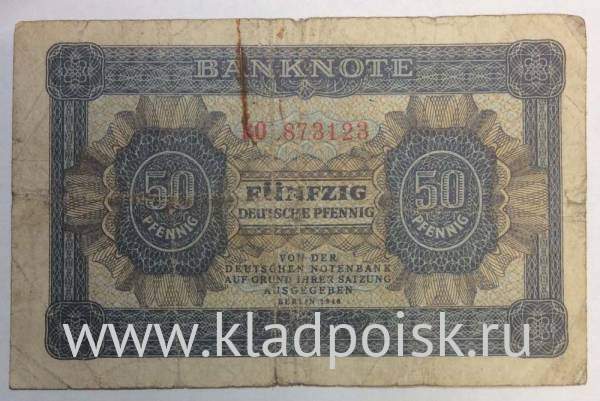 BANKNOTE
KO 873123
50
PFENNIG
FÜNFZIG
DEUTSCHE PFENNIG
50
PFENNIG
VON DER
DEUTSCHEN NOTENBANK
AUF GRUND IHRER SATZUNG
AUSGEGEBEN
BERLIN 1948
www.kladpoisk.ru